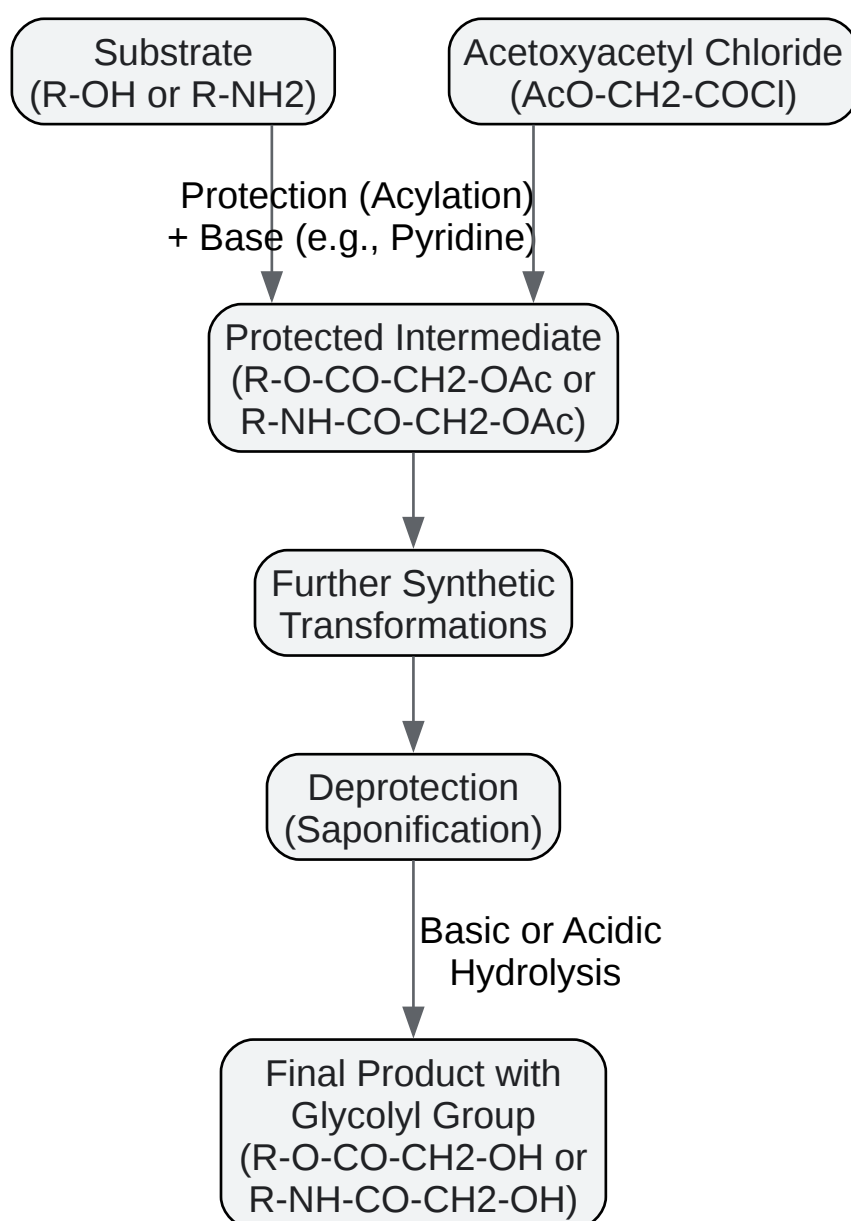 Substrate
(R-OH or R-NH2)
Acetoxyacetyl Chloride
(AcO-CH2-COCl)
Protection (Acylation)
+ Base (e.g., Pyridine)
Protected Intermediate
(R-O-CO-CH2-OAc or
R-NH-CO-CH2-OAc)
Further Synthetic
Transformations
Deprotection
(Saponification)
Basic or Acidic
Hydrolysis
Final Product with
Glycolyl Group
(R-O-CO-CH2-OH or
R-NH-CO-CH2-OH)